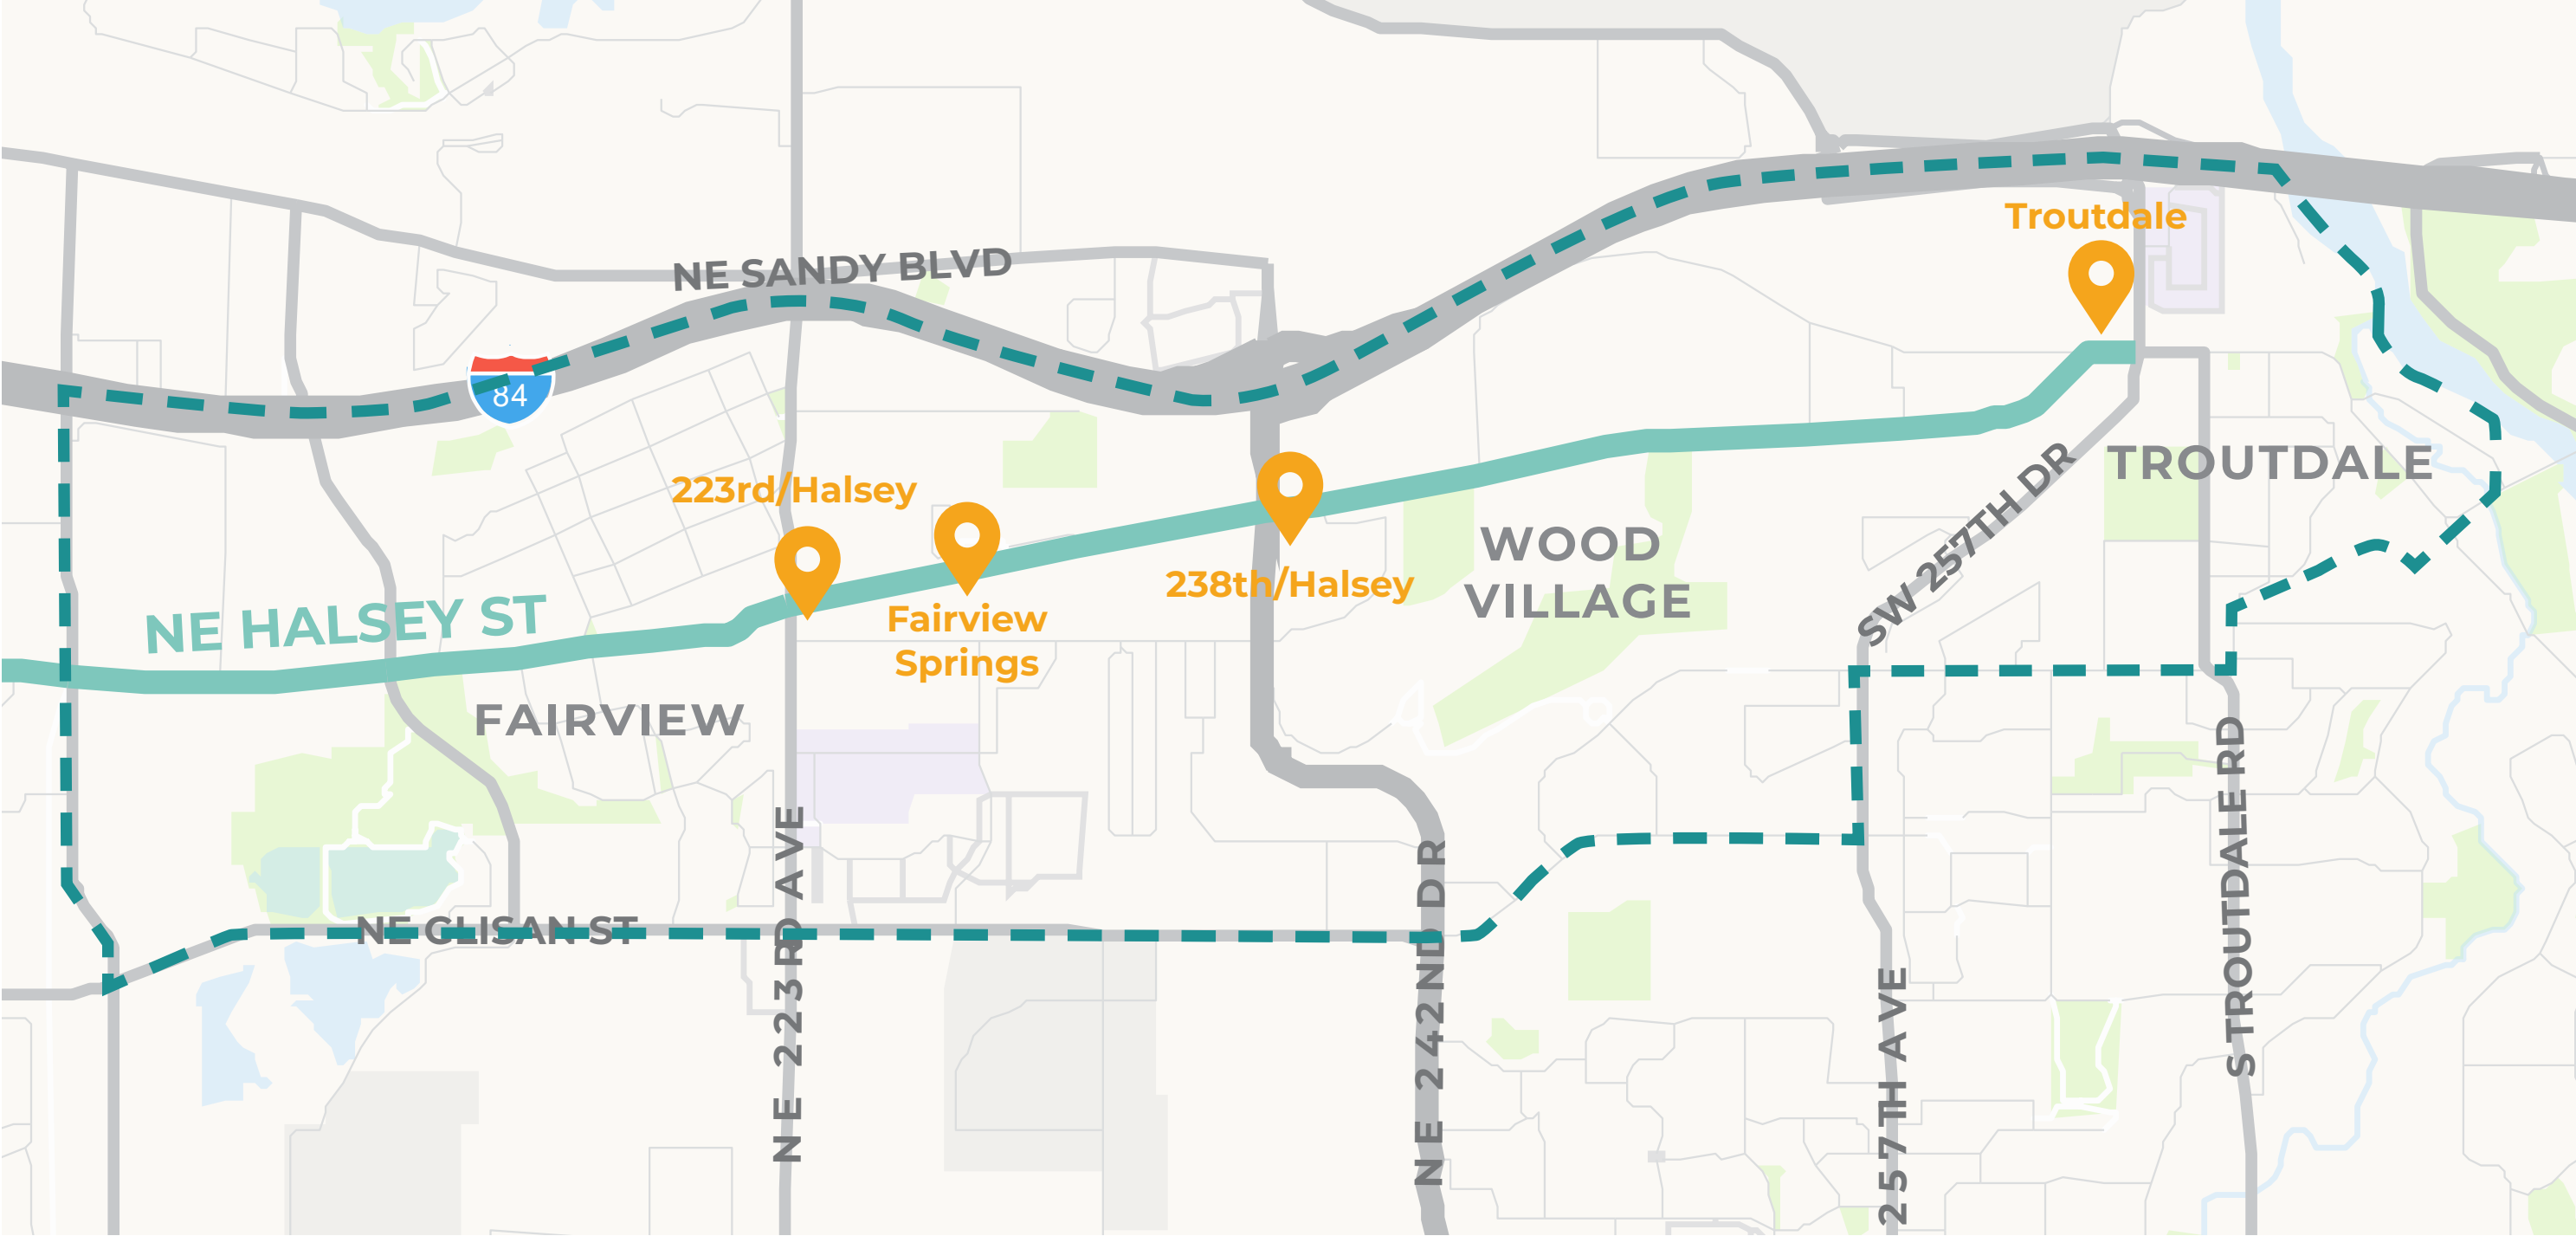 Troutdale
NE SANDY BLVD
84
TROUTDALE
SW 257TH DR
223rd/Halsey
WOOD
VILLAGE
238th/Halsey
Fairview
Springs
NE HALSEY ST
FAIRVIEW
NE GLISAN ST
NE 223RD AVE
NE 242ND DR
257TH AVE
S TROUTDALE RD